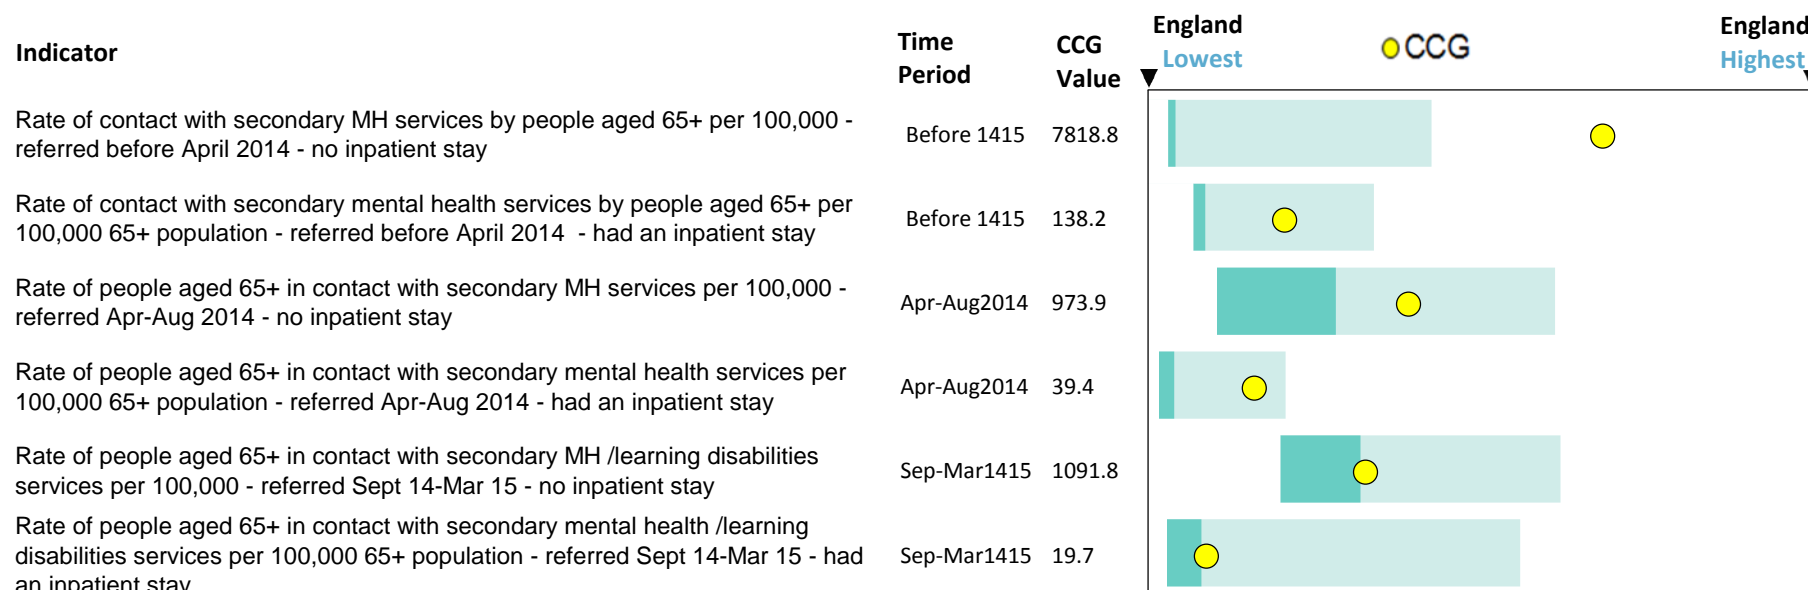 Indicator
Time Period
CCG Value
England Lowest
CCG
England Highest
Rate of contact with secondary MH services by people aged 65+ per 100,000 -
referred before April 2014 - no inpatient stay
Before 1415 7818.8
Rate of contact with secondary mental health services by people aged 65+ per
100,000 65+ population - referred before April 2014 - had an inpatient stay
Before 1415 138.2
Rate of people aged 65+ in contact with secondary MH services per 100,000 -
referred Apr-Aug 2014 - no inpatient stay
Apr-Aug2014 973.9
Rate of people aged 65+ in contact with secondary mental health services per
100,000 65+ population - referred Apr-Aug 2014 - had an inpatient stay
Apr-Aug2014 39.4
Rate of people aged 65+ in contact with secondary MH /learning disabilities
services per 100,000 - referred Sept 14-Mar 15 - no inpatient stay
Sep-Mar1415 1091.8
Rate of people aged 65+ in contact with secondary mental health /learning
disabilities services per 100,000 65+ population - referred Sept 14-Mar 15 - had
an inpatient stay
Sep-Mar1415 19.7